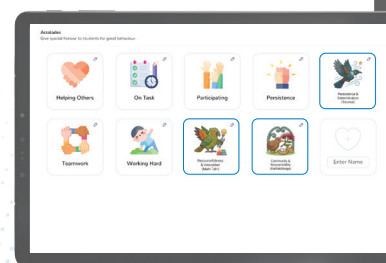 Accolades
Give special honour to students for good behaviour.
Helping Others
On Task
Participating
Persistence
Persistence &
Determination
Teamwork
Working Hard
Resourcefulness
& Innovation
Community &
Responsibility
Enter Name